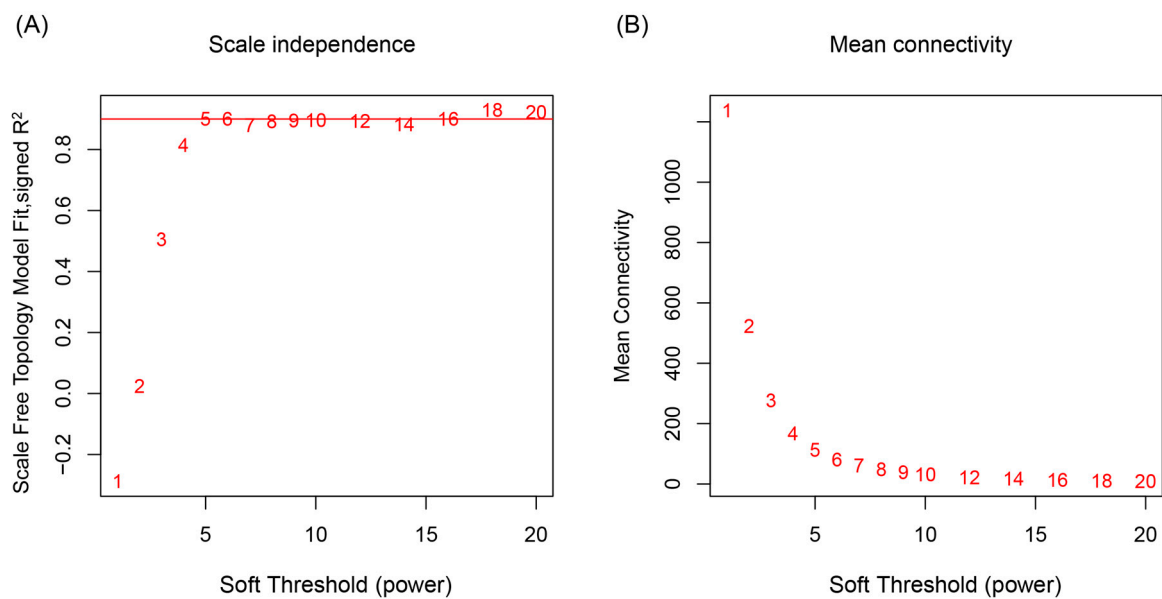 (A)
Scale independence
Scale Free Topology Model Fit,signed R²
−0.2 0.0 0.2 0.4 0.6 0.8
1 2 3 4 5 6 7 8 9 10 12 14 16 18 20
5 10 15 20
Soft Threshold (power)
(B)
Mean connectivity
Mean Connectivity
0 200 400 600 800 1000
1 2 3 4 5 6 7 8 9 10 12 14 16 18 20
5 10 15 20
Soft Threshold (power)